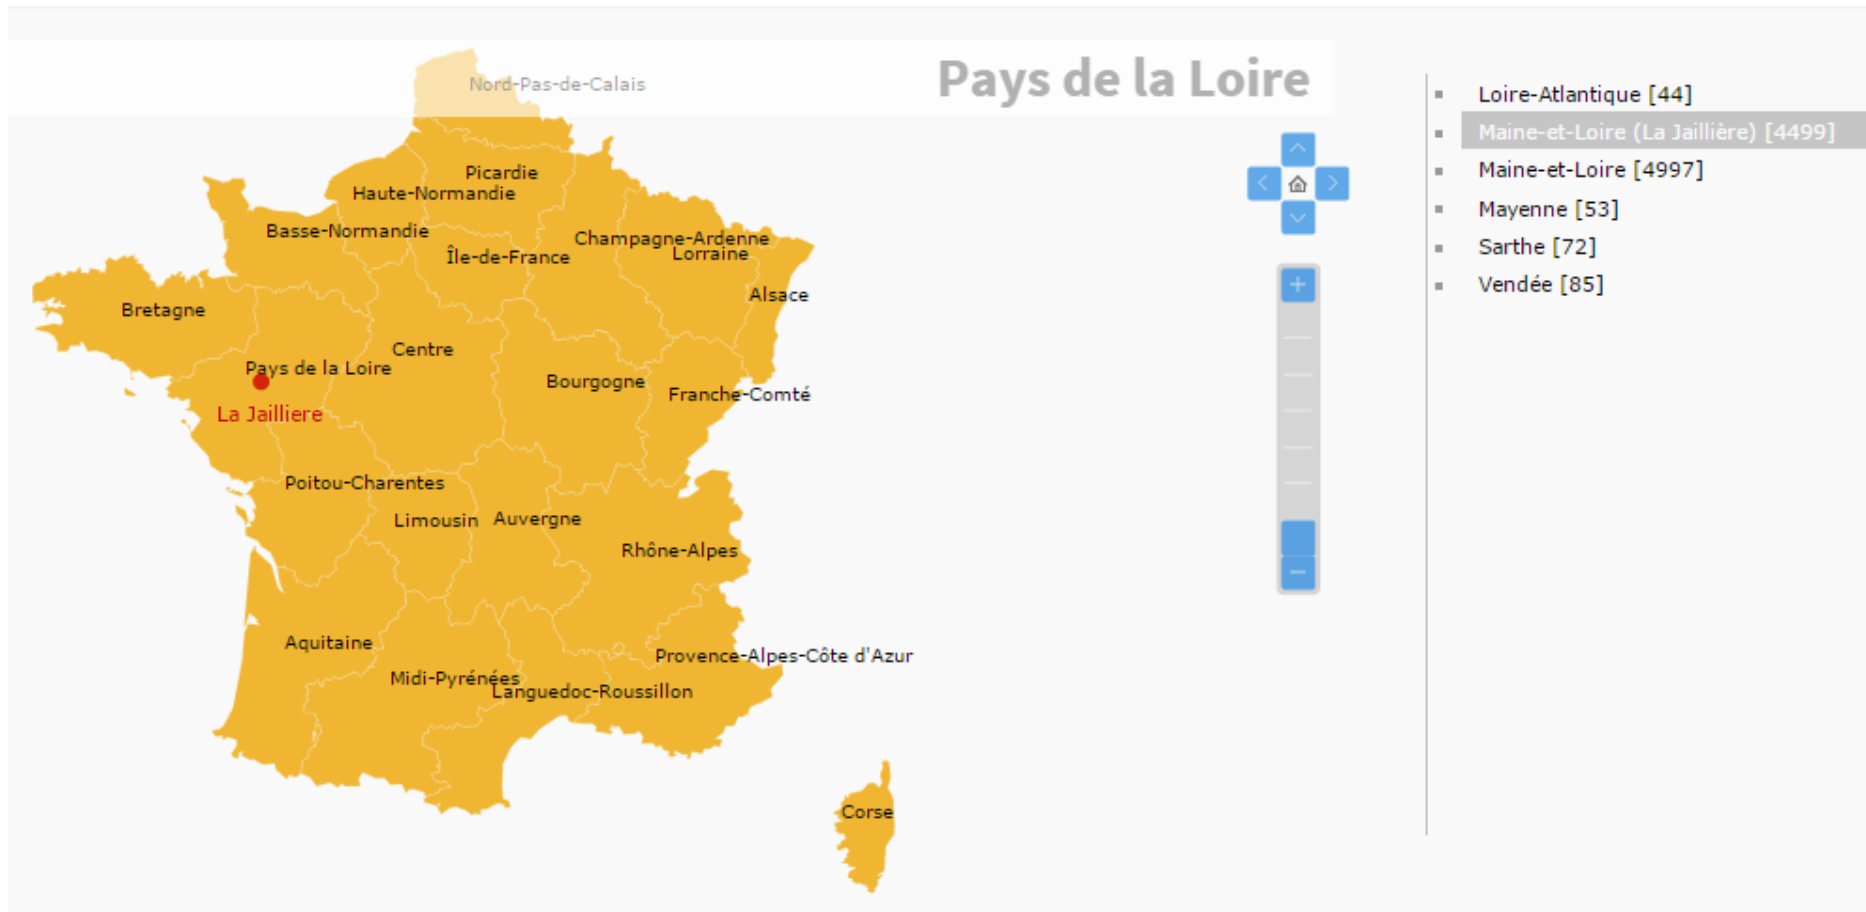 Nord-Pas-de-Calais
Pays de la Loire
Picardie
Haute-Normandie
Basse-Normandie
Île-de-France
Champagne-Ardenne
Lorraine
Alsace
Bretagne
Centre
Pays de la Loire
Bourgogne
Franche-Comté
La Jailliere
Poitou-Charentes
Limousin
Auvergne
Rhône-Alpes
Aquitaine
Provence-Alpes-Côte d'Azur
Midi-Pyrénées
Languedoc-Roussillon
Corse
Loire-Atlantique [44]
Maine-et-Loire (La Jaillière) [4499]
Maine-et-Loire [4997]
Mayenne [53]
Sarthe [72]
Vendée [85]